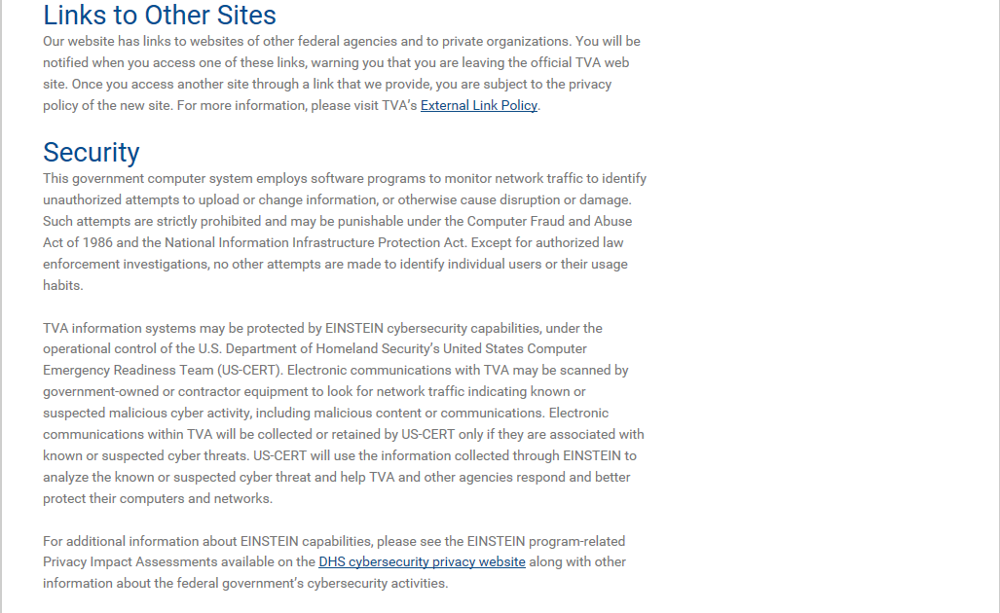 Links to Other Sites
Our website has links to websites of other federal agencies and to private organizations. You will be
notified when you access one of these links, warning you that you are leaving the official TVA web
site. Once you access another site through a link that we provide, you are subject to the privacy
policy of the new site. For more information, please visit TVA’s External Link Policy.
Security
This government computer system employs software programs to monitor network traffic to identify
unauthorized attempts to upload or change information, or otherwise cause disruption or damage.
Such attempts are strictly prohibited and may be punishable under the Computer Fraud and Abuse
Act of 1986 and the National Information Infrastructure Protection Act. Except for authorized law
enforcement investigations, no other attempts are made to identify individual users or their usage
habits.
TVA information systems may be protected by EINSTEIN cybersecurity capabilities, under the
operational control of the U.S. Department of Homeland Security’s United States Computer
Emergency Readiness Team (US-CERT). Electronic communications with TVA may be scanned by
government-owned or contractor equipment to look for network traffic indicating known or
suspected malicious cyber activity, including malicious content or communications. Electronic
communications within TVA will be collected or retained by US-CERT only if they are associated with
known or suspected cyber threats. US-CERT will use the information collected through EINSTEIN to
analyze the known or suspected cyber threat and help TVA and other agencies respond and better
protect their computers and networks.
For additional information about EINSTEIN capabilities, please see the EINSTEIN program-related
Privacy Impact Assessments available on the DHS cybersecurity privacy website along with other
information about the federal government’s cybersecurity activities.